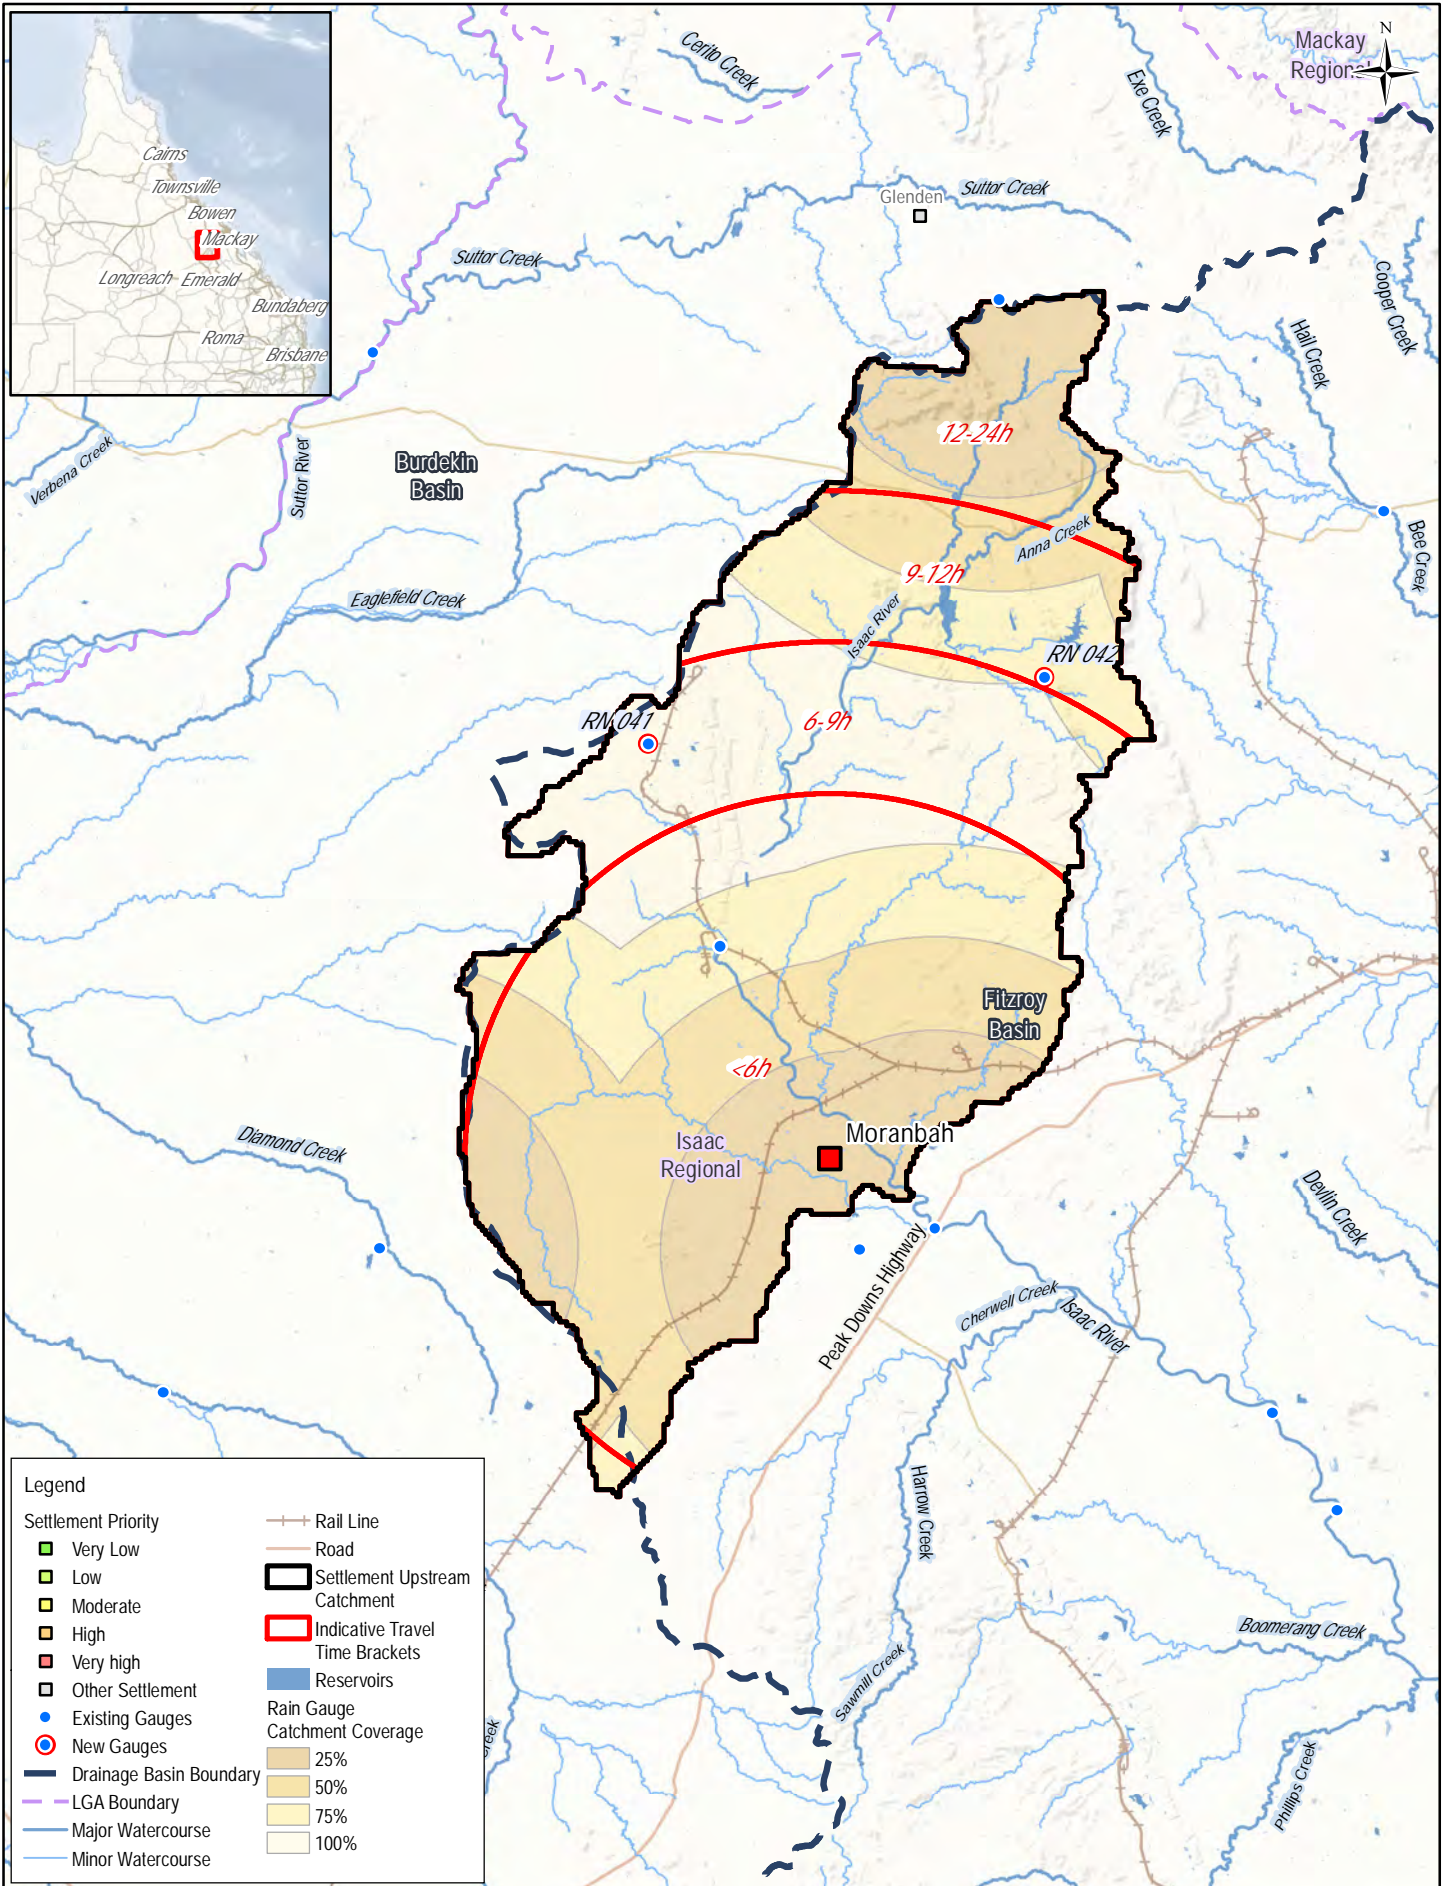 Cairns
Townsville
Bowen
Mackay
Longreach
Emerald
Bundaberg
Roma
Brisbane
Cerito Creek
Exe Creek
Mackay
Regional
N
Glenden
Suttor Creek
Suttor Creek
Cooper Creek
Hail Creek
12-24h
Verbena Creek
Suttor River
Burdekin
Basin
Anna Creek
Bee Creek
9-12h
Eaglefield Creek
Isaac River
RN 042
RN 041
6-9h
Fitzroy
Basin
<6h
Diamond Creek
Isaac
Regional
Moranbah
Devlin Creek
Peak Downs Highway
Cherwell Creek
Isaac River
Harrow Creek
Boomerang Creek
Sawmill Creek
Phillips Creek
Creek
Legend
Settlement Priority
Very Low
Low
Moderate
High
Very high
Other Settlement
Existing Gauges
New Gauges
Drainage Basin Boundary
LGA Boundary
Major Watercourse
Minor Watercourse
Rail Line
Road
Settlement Upstream
Catchment
Indicative Travel
Time Brackets
Reservoirs
Rain Gauge
Catchment Coverage
25%
50%
75%
100%